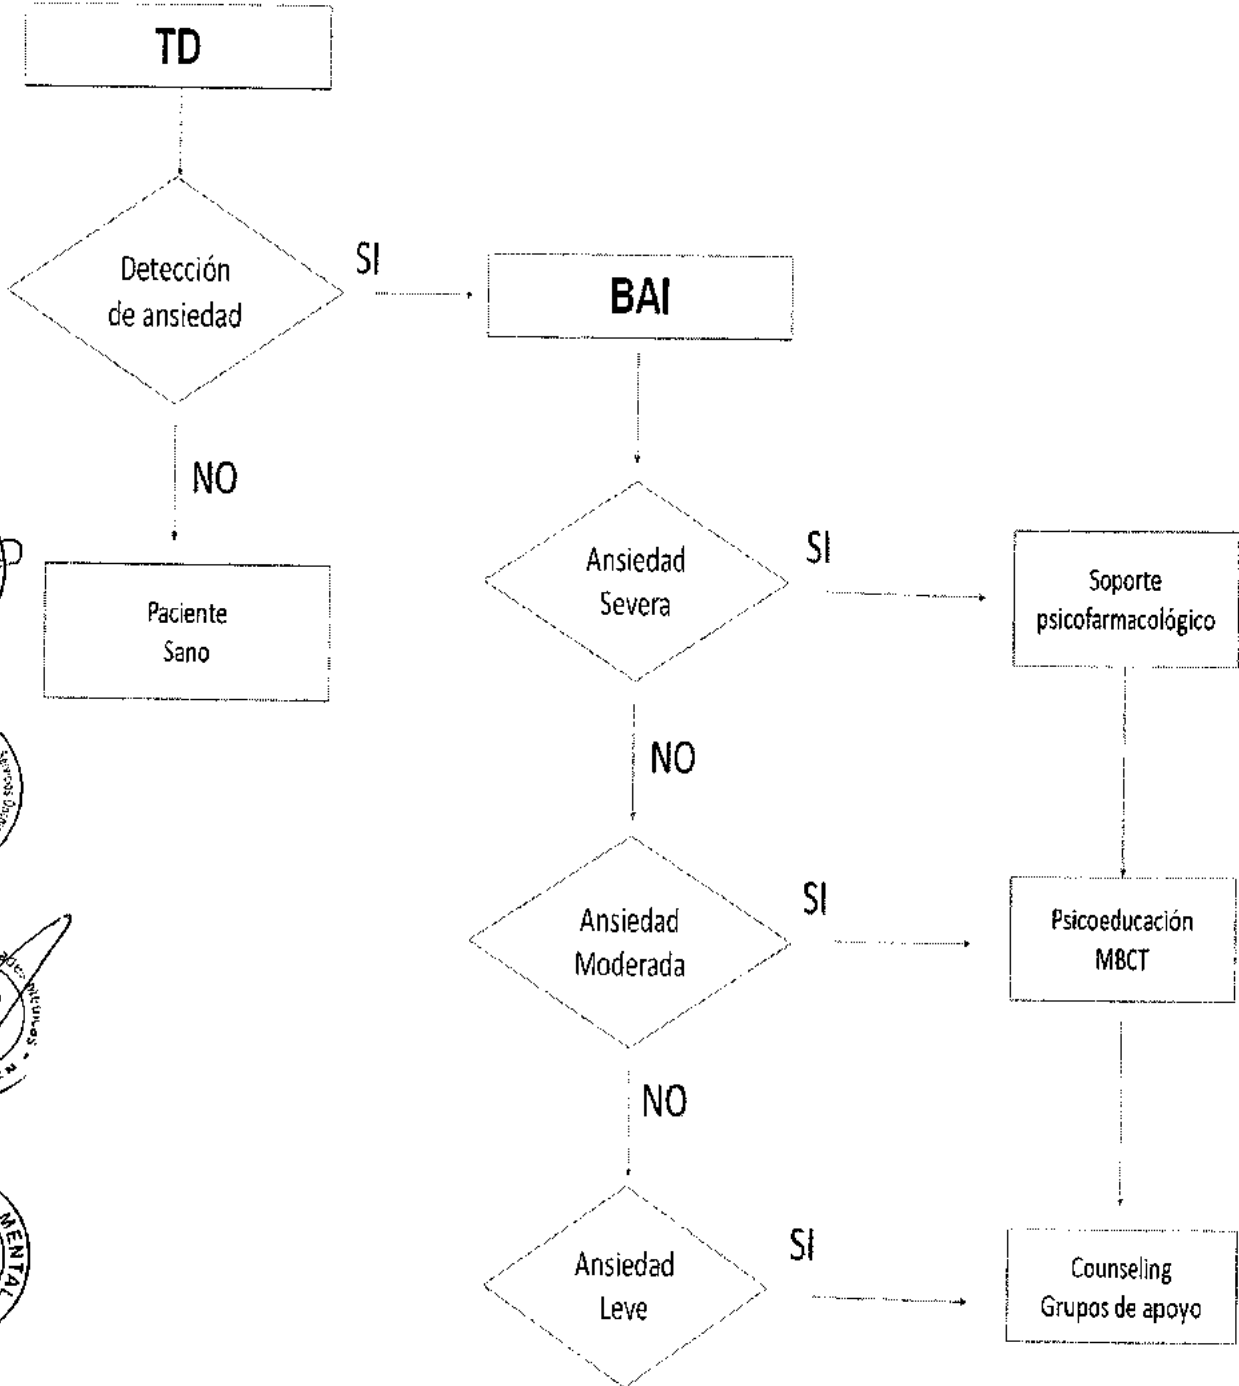 TD
Detección
de ansiedad
SI
BAI
NO
Paciente
Sano
Ansiedad
Severa
SI
Soporte
psicofarmacológico
NO
Ansiedad
Moderada
SI
Psicoeducación
MBCT
NO
Ansiedad
Leve
SI
Counseling
Grupos de apoyo
MENTAL